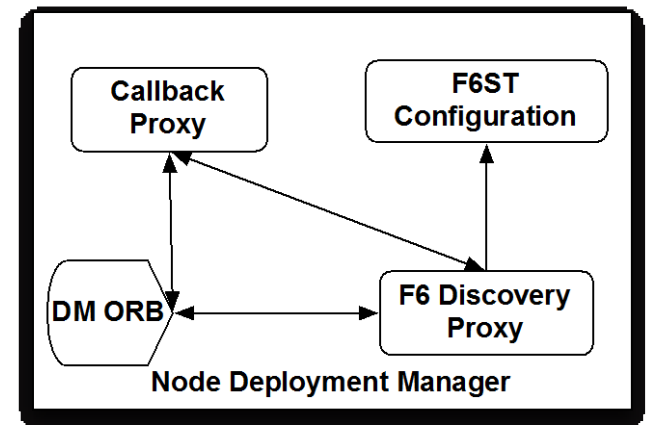 Callback
Proxy
F6ST
Configuration
DM ORB
F6 Discovery
Proxy
Node Deployment Manager